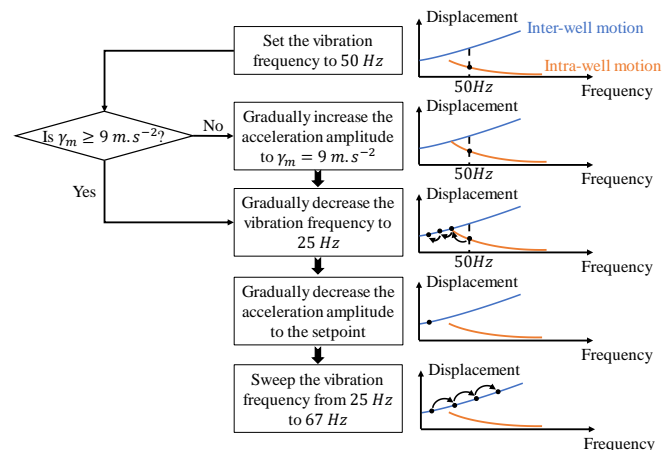 Set the vibration
frequency to 50 Hz
Displacement
Inter-well motion
Intra-well motion
50Hz
Frequency
Is γₘ ≥ 9 m.s⁻²?
No
Yes
Gradually increase the
acceleration amplitude
to γₘ = 9 m.s⁻²
Displacement
Frequency
Gradually decrease the
vibration frequency to
25 Hz
Displacement
50Hz
Frequency
Gradually decrease the
acceleration amplitude
to the setpoint
Displacement
Frequency
Sweep the vibration
frequency from 25 Hz
to 67 Hz
Displacement
Frequency